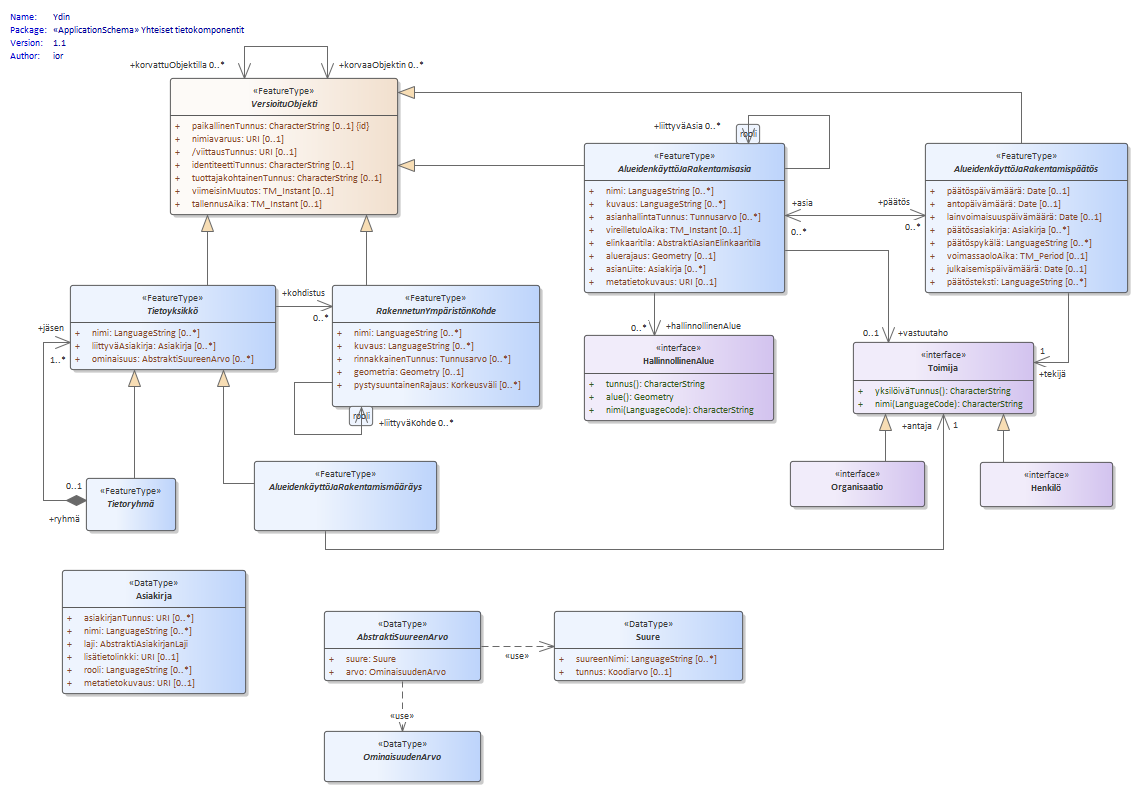 Name: Ydin
Package: «ApplicationSchema» Yhteiset tietokomponentit
Version: 1.1
Author: ior
+korvattuObjektilla 0..*
+korvaaObjektin 0..*
«FeatureType»
VersioituObjekti
+ paikallinenTunnus: CharacterString [0..1] {id}
+ nimiavaruus: URI [0..1]
+ /viittausTunnus: URI [0..1]
+ identiteettiTunnus: CharacterString [0..1]
+ tuottajakohtainenTunnus: CharacterString [0..1]
+ viimeisinMuutos: TM_Instant [0..1]
+ tallennusAika: TM_Instant [0..1]
+liittyväAsia 0..*
rooli
«FeatureType»
AlueidenkäyttöJaRakentamisasia
+ nimi: LanguageString [0..*]
+ kuvaus: LanguageString [0..*]
+ asianhallintaTunnus: Tunnusarvo [0..*]
+ vireilletuloAika: TM_Instant [0..1]
+ elinkaaritila: AbstraktiAsianElinkaaritila
+ aluerajaus: Geometry [0..1]
+ asianLiite: Asiakirja [0..*]
+ metatietokuvaus: URI [0..1]
+asia
0..*
+päätös
0..*
«FeatureType»
AlueidenkäyttöJaRakentamispäätös
+ päätöspäivämäärä: Date [0..1]
+ antopäivämäärä: Date [0..1]
+ lainvoimaisuuspäivämäärä: Date [0..1]
+ päätösasiakirja: Asiakirja [0..*]
+ päätöspykälä: LanguageString [0..*]
+ voimassaoloAika: TM_Period [0..1]
+ julkaisemispäivämäärä: Date [0..1]
+ päätösteksti: LanguageString [0..*]
«FeatureType»
Tietoyksikkö
+ nimi: LanguageString [0..*]
+ liittyväAsiakirja: Asiakirja [0..*]
+ ominaisuus: AbstraktiSuureenArvo [0..*]
+kohdistus
0..*
«FeatureType»
RakennetunYmpäristönKohde
+ nimi: LanguageString [0..*]
+ kuvaus: LanguageString [0..*]
+ rinnakkainenTunnus: Tunnusarvo [0..*]
+ geometria: Geometry [0..1]
+ pystysuuntainenRajaus: Korkeusväli [0..*]
rooli
+liittyväKohde 0..*
+jäsen
1..*
0..*
+hallinnollinenAlue
«interface»
HallinnollinenAlue
+ tunnus(): CharacterString
+ alue(): Geometry
+ nimi(LanguageCode): CharacterString
0..1
+vastuutaho
1
+tekijä
«interface»
Toimija
+ yksilöiväTunnus(): CharacterString
+ nimi(LanguageCode): CharacterString
+antaja
1
«interface»
Organisaatio
«interface»
Henkilö
0..1
+ryhmä
«FeatureType»
Tietoryhmä
«FeatureType»
AlueidenkäyttöJaRakentamismääräys
«DataType»
Asiakirja
+ asiakirjanTunnus: URI [0..*]
+ nimi: LanguageString [0..*]
+ laji: AbstraktiAsiakirjanLaji
+ lisätietolinkki: URI [0..1]
+ rooli: LanguageString [0..*]
+ metatietokuvaus: URI [0..1]
«DataType»
AbstraktiSuureenArvo
+ suure: Suure
+ arvo: OminaisuudenArvo
«use»
«DataType»
Suure
+ suureenNimi: LanguageString [0..*]
+ tunnus: Koodiarvo [0..1]
«use»
«DataType»
OminaisuudenArvo